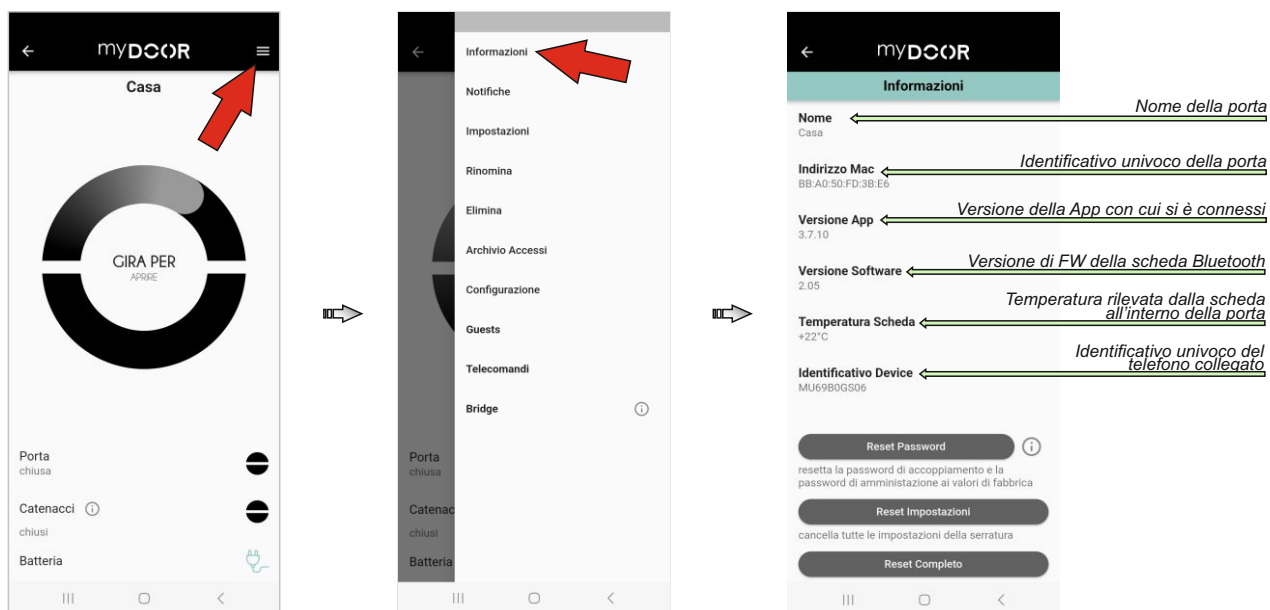 myDOOR
Casa
GIRA PER
APRIRE
Porta
chiusa
Catenacci
chiusi
Batteria
Informazioni
Notifiche
Impostazioni
Rinomina
Elimina
Archivio Accessi
Configurazione
Guests
Telecomandi
Bridge
Porta
chiusa
Catenac
chiusi
Batteria
myDOOR
Informazioni
Nome
Casa
Nome della porta
Indirizzo Mac
BB:A0:50:FD:3B:E6
Identificativo univoco della porta
Versione App
3.7.10
Versione della App con cui si è connessi
Versione Software
2.05
Versione di FW della scheda Bluetooth
Temperatura Scheda
+22°C
Temperatura rilevata dalla scheda
all'interno della porta
Identificativo Device
MU69B0GS06
Identificativo univoco del
telefono collegato
Reset Password
resetta la password di accoppiamento e la
password di amministazione ai valori di fabbrica
Reset Impostazioni
cancella tutte le impostazioni della serratura
Reset Completo